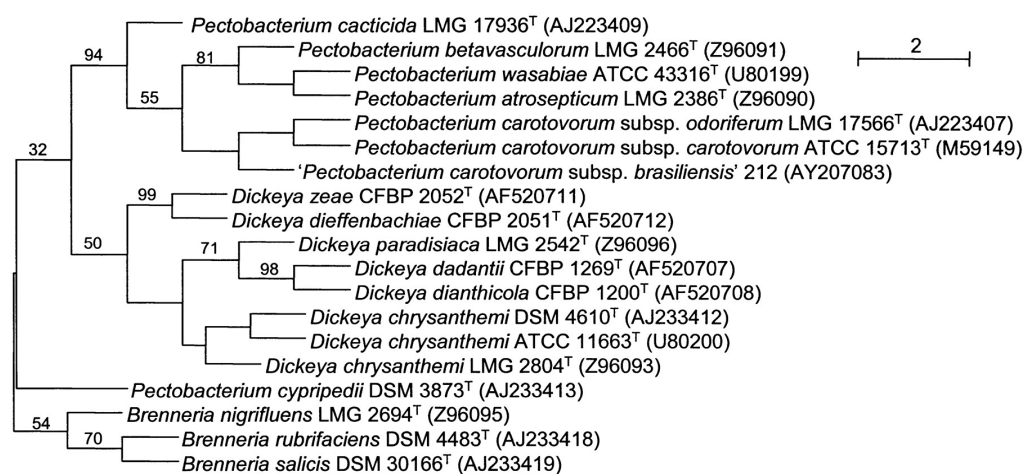 Pectobacterium cacticida LMG 17936ᵀ (AJ223409)
94
2
Pectobacterium betavasculorum LMG 2466ᵀ (Z96091)
81
Pectobacterium wasabiae ATCC 43316ᵀ (U80199)
Pectobacterium atrosepticum LMG 2386ᵀ (Z96090)
55
Pectobacterium carotovorum subsp. odoriferum LMG 17566ᵀ (AJ223407)
Pectobacterium carotovorum subsp. carotovorum ATCC 15713ᵀ (M59149)
32
'Pectobacterium carotovorum subsp. brasiliensis' 212 (AY207083)
99
Dickeya zeae CFBP 2052ᵀ (AF520711)
Dickeya dieffenbachiae CFBP 2051ᵀ (AF520712)
50
71
Dickeya paradisiaca LMG 2542ᵀ (Z96096)
98
Dickeya dadantii CFBP 1269ᵀ (AF520707)
Dickeya dianthicola CFBP 1200ᵀ (AF520708)
Dickeya chrysanthemi DSM 4610ᵀ (AJ233412)
Dickeya chrysanthemi ATCC 11663ᵀ (U80200)
Dickeya chrysanthemi LMG 2804ᵀ (Z96093)
Pectobacterium cypripedii DSM 3873ᵀ (AJ233413)
Brenneria nigrifluens LMG 2694ᵀ (Z96095)
54
70
Brenneria rubrifaciens DSM 4483ᵀ (AJ233418)
Brenneria salicis DSM 30166ᵀ (AJ233419)